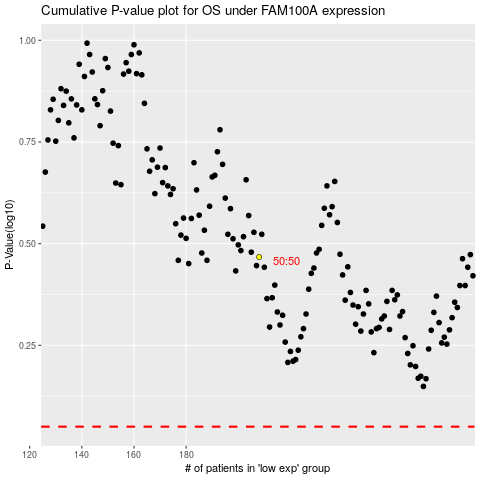 Cumulative P-value plot for OS under FAM100A expression
P-Value(log10)
1.00
0.75
0.50
0.25
50:50
120 140 160 180
# of patients in 'low exp' group